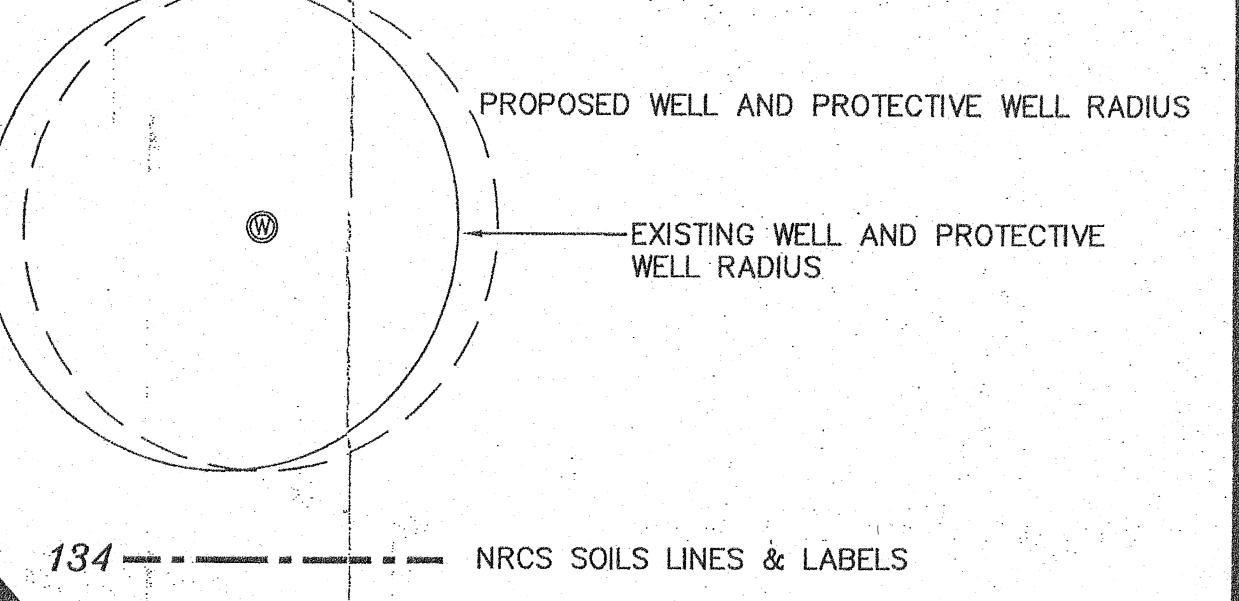 PROPOSED WELL AND PROTECTIVE WELL RADIUS
W
EXISTING WELL AND PROTECTIVE
WELL RADIUS
134 NRCS SOILS LINES & LABELS